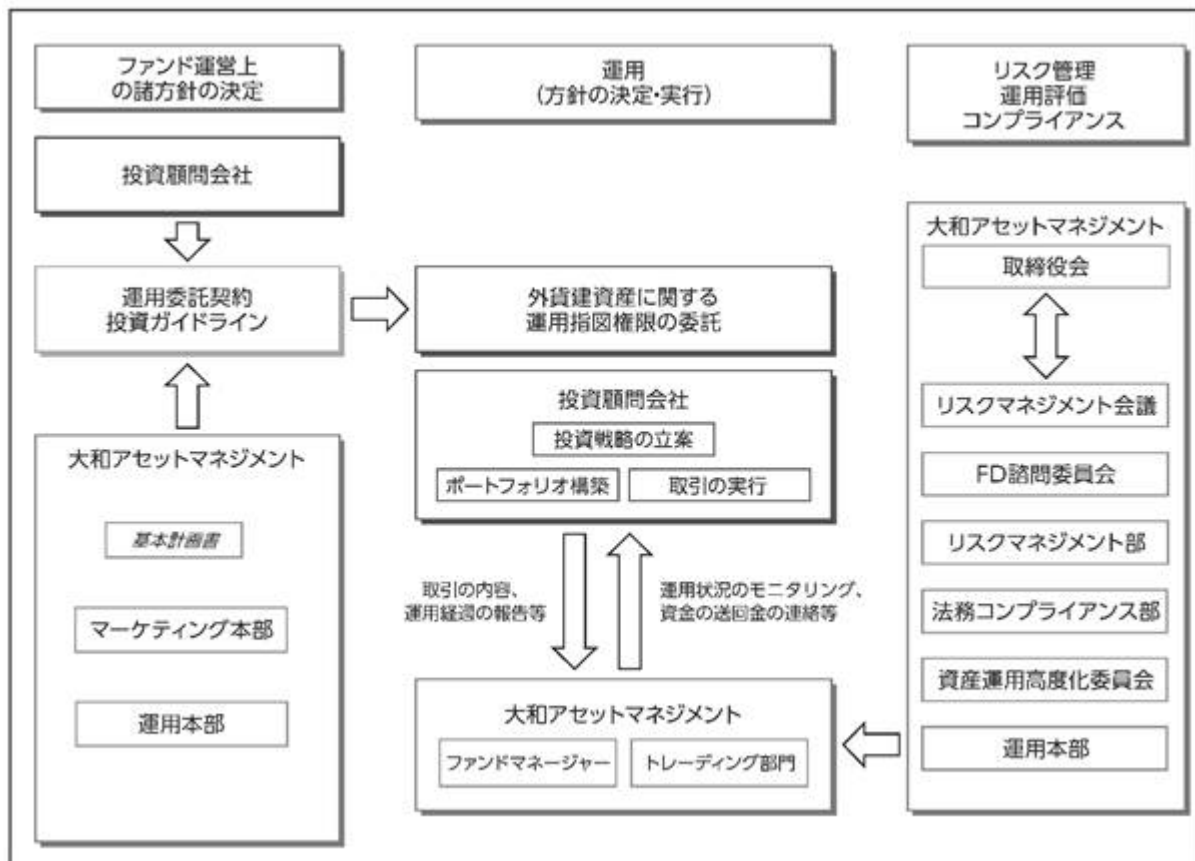 ファンド運営上
の諸方針の決定
運用
(方針の決定・実行)
リスク管理
運用評価
コンプライアンス
投資顧問会社
運用委託契約
投資ガイドライン
外貨建資産に関する
運用指図権限の委託
大和アセットマネジメント
基本計画書
マーケティング本部
運用本部
投資顧問会社
投資戦略の立案
ポートフォリオ構築
取引の実行
取引の内容、
運用経過の報告等
運用状況のモニタリング、
資金の送回金の連絡等
大和アセットマネジメント
ファンドマネージャー
トレーディング部門
大和アセットマネジメント
取締役会
リスクマネジメント会議
FD諮問委員会
リスクマネジメント部
法務コンプライアンス部
資産運用高度化委員会
運用本部